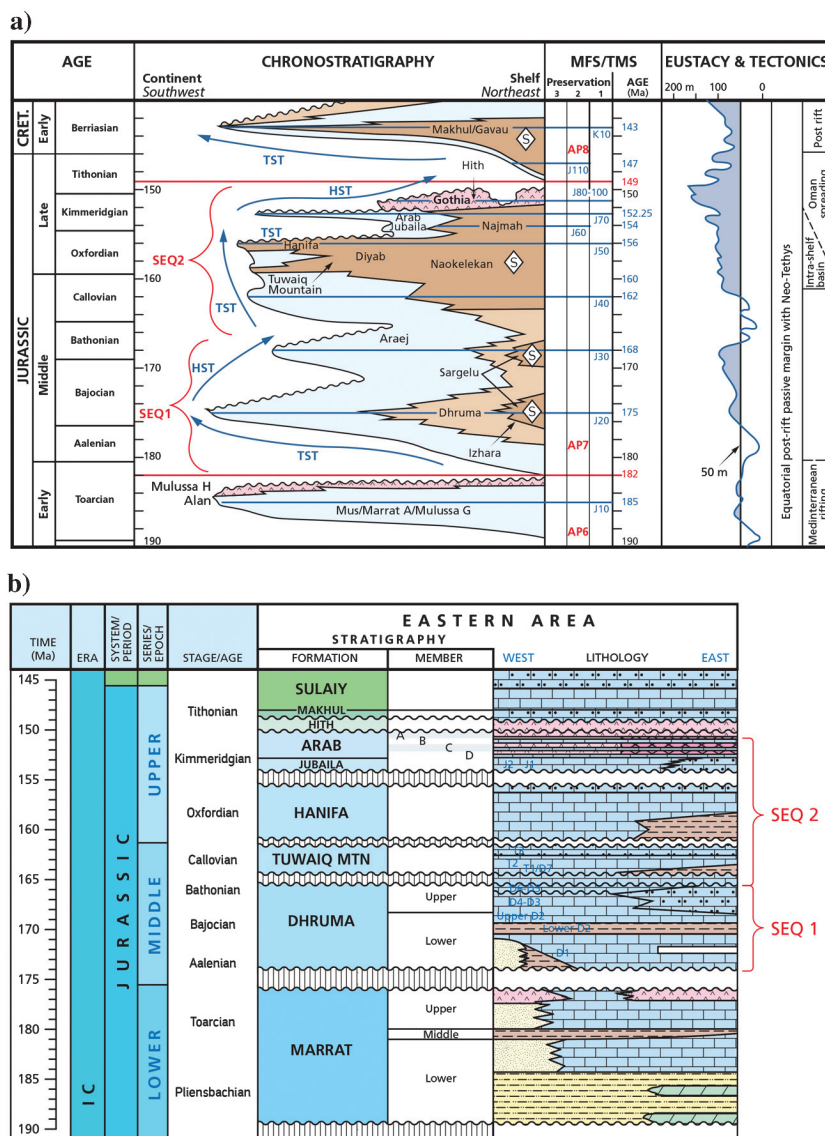 a)
AGE
CHRONOSTRATIGRAPHY
MFS/TMS
EUSTACY & TECTONICS
Continent
Southwest
Shelf
Northeast
Preservation
3 2 1
AGE
(Ma)
200 m 100 0
CRET.
Early
Berriasian
Makhul/Gavau
S
K10
143
AP8
Post rift
TST
Tithonian
Hith
J110
147
149
150
HST
Gothia
J80-100
150
Late
Kimmeridgian
Arab
Jubaila
Najmah
J70
152.25
154
J60
TST
Oman
spreading
156
J50
Hanifa
Oxfordian
SEQ2
Diyab
Naokelekan
S
Tuwaiq
Mountain
160
160
Intra-shelf
basin
Callovian
TST
162
J40
JURASSIC
Middle
Bathonian
Araej
HST
168
J30
S
170
170
Sargelu
Bajocian
SEQ1
Dhruma
S
175
J20
Aalenian
TST
Izhara
AP7
180
180
50 m
182
Equatorial post-rift passive margin with Neo-Tethys
Early
Toarcian
Mulussa H
Alan
Mus/Marrat A/Mulussa G
185
J10
AP6
190
190
Medinterranean
rifting
b)
TIME
(Ma)
ERA
SYSTEM/
PERIOD
SERIES/
EPOCH
STAGE/AGE
EASTERN AREA
STRATIGRAPHY
FORMATION
MEMBER
WEST
LITHOLOGY
EAST
145
SULAIY
Tithonian
MAKHUL
HITH
150
A
B
C
D
ARAB
Kimmeridgian
JUBAILA
J2 J1
155
UPPER
Oxfordian
HANIFA
160
SEQ 2
Callovian
TUWAIQ MTN
T1/D7
165
Bathonian
JURASSIC
MIDDLE
Upper
D4-D3
Upper D2
DHRUMA
Bajocian
170
Lower D2
SEQ 1
Lower
D1
Aalenian
175
Upper
Toarcian
180
Middle
MARRAT
LOWER
Lower
185
Pliensbachian
IC
190